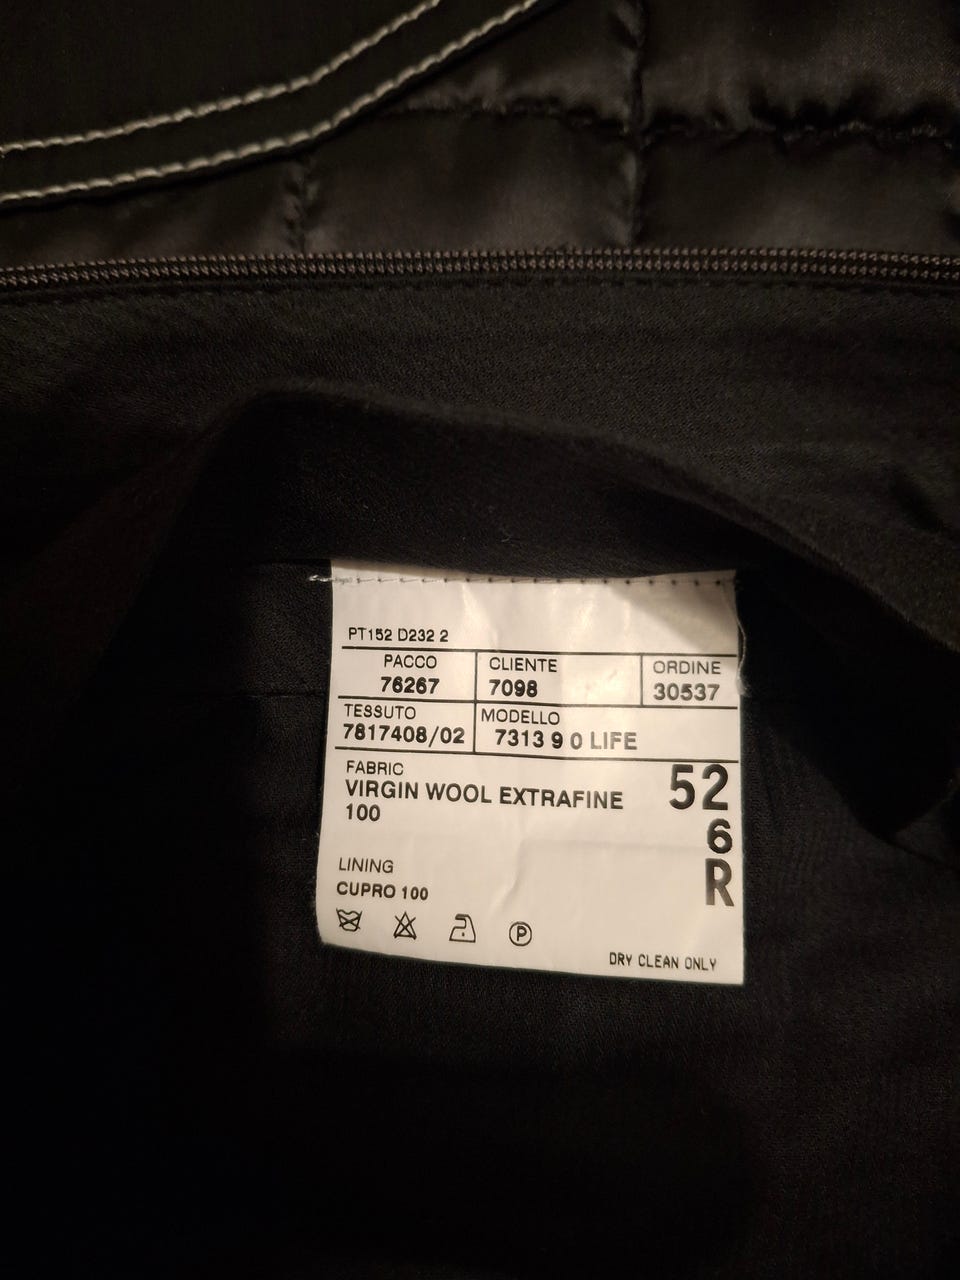 PT152 D232 2
PACCO CLIENTE ORDINE
76267 7098 30537
TESSUTO MODELLO
7817408/02 7313 9 0 LIFE
FABRIC
VIRGIN WOOL EXTRAFINE
100
52
6
R
LINING
CUPRO 100
P
DRY CLEAN ONLY